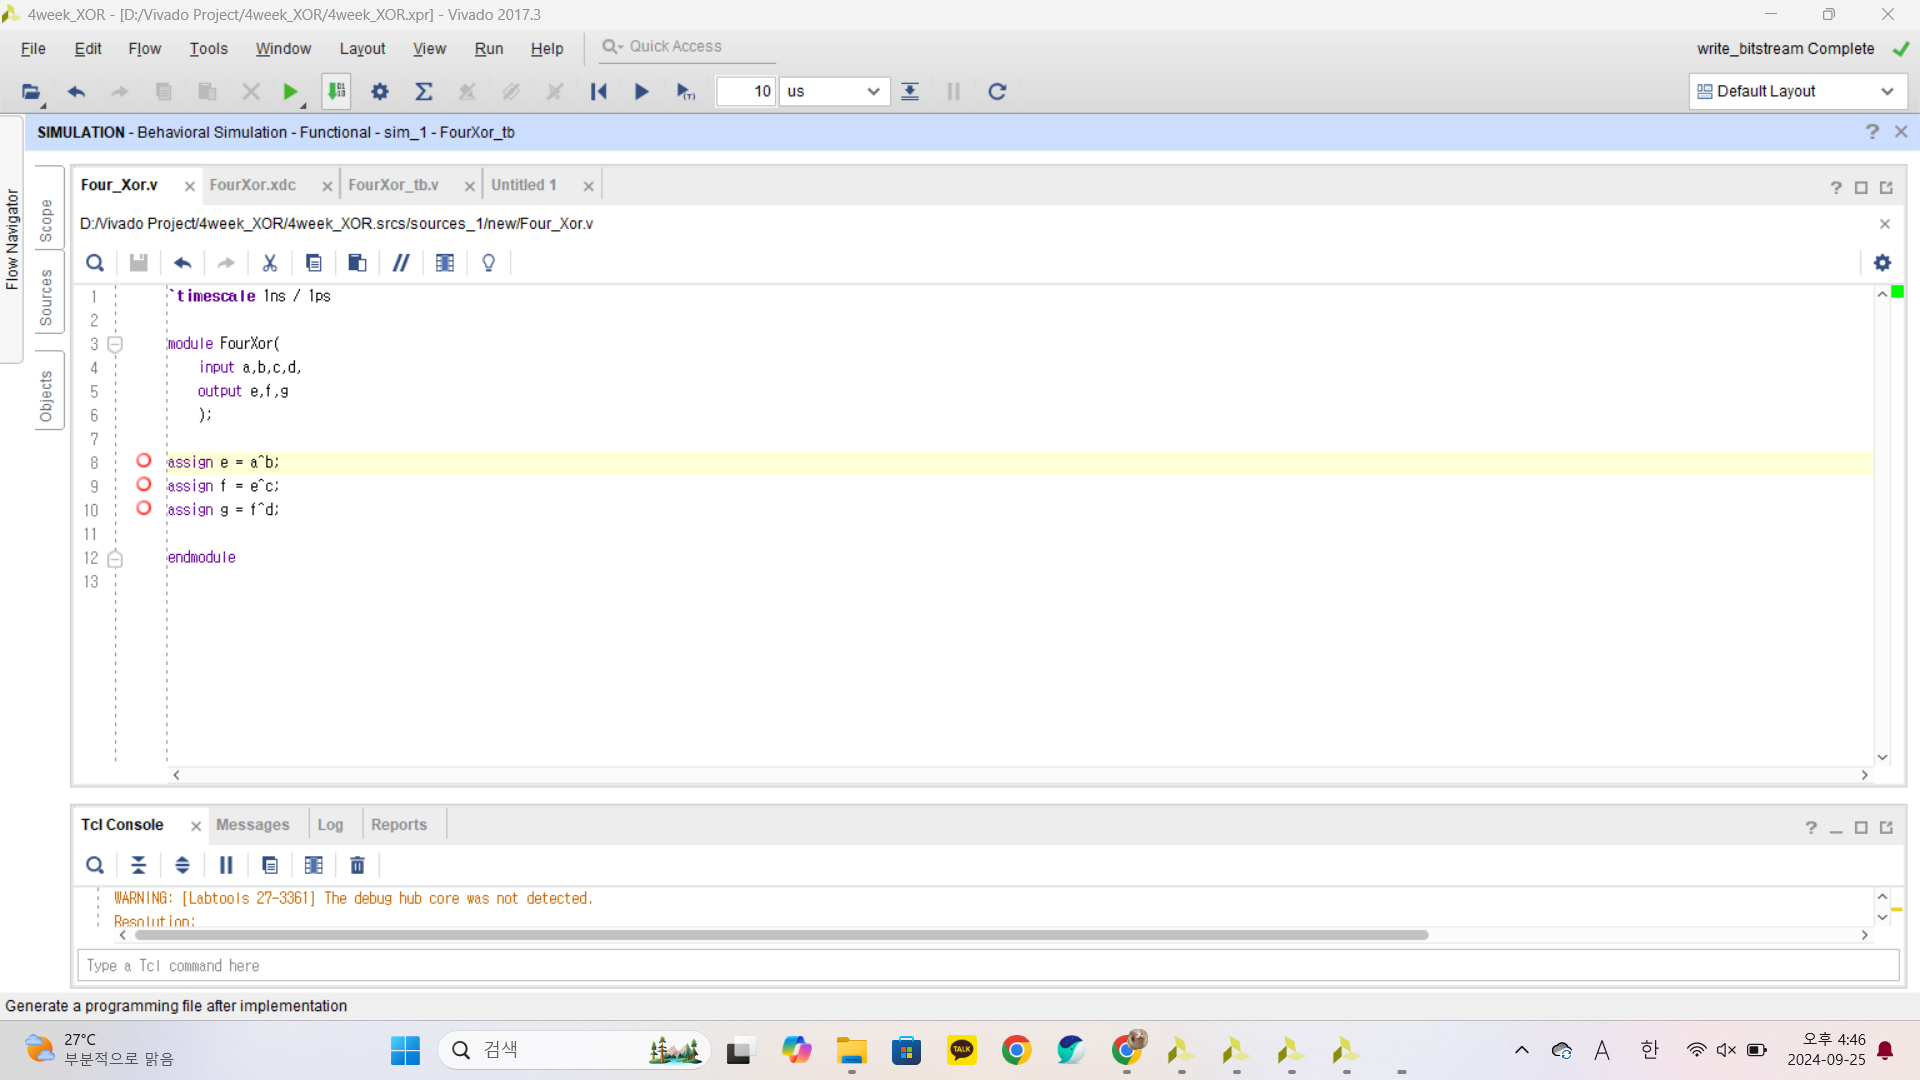 4week_XOR - [D:/Vivado Project/4week_XOR/4week_XOR.xpr] - Vivado 2017.3
File Edit Flow Tools Window Layout View Run Help Quick Access write_bitstream Complete
10 us Default Layout
SIMULATION - Behavioral Simulation - Functional - sim_1 - FourXor_tb
Flow Navigator
Scope
Sources
Objects
Four_Xor.v FourXor.xdc FourXor_tb.v Untitled 1
D:/Vivado Project/4week_XOR/4week_XOR.srcs/sources_1/new/Four_Xor.v
1 `timescale 1ns / 1ps
2
3 module FourXor(
4 input a,b,c,d,
5 output e,f,g
6 );
7
8 assign e = a^b;
9 assign f = e^c;
10 assign g = f^d;
11
12 endmodule
13
Tcl Console Messages Log Reports
WARNING: [Labtools 27-3361] The debug hub core was not detected.
Resolution:
Type a Tcl command here
Generate a programming file after implementation
27°C
부분적으로 맑음
검색
TALK
A 한
오후 4:46
2024-09-25